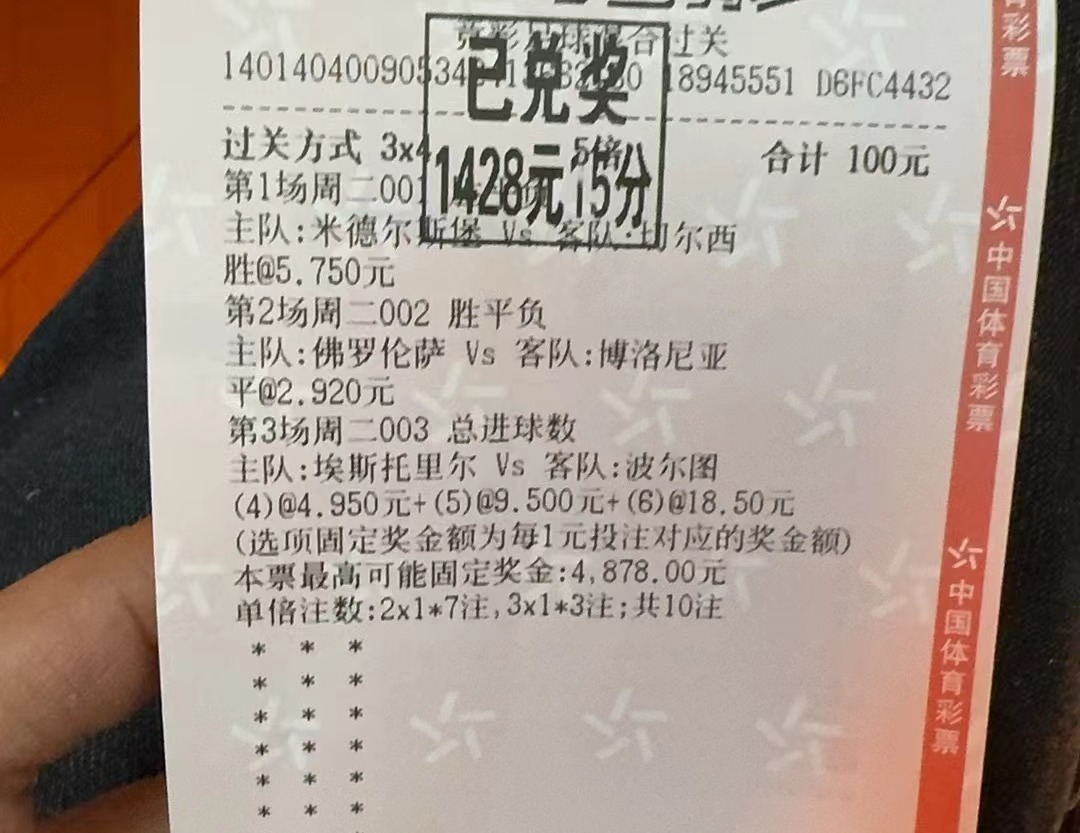 竞彩足球混合过关
已兑奖
1428元15分
18945551 D6FC4432
过关方式 3x4 5倍 合计 100元
第1场周二001
主队:米德尔斯堡 Vs 客队:切尔西
胜@5.750元
第2场周二002 胜平负
主队:佛罗伦萨 Vs 客队:博洛尼亚
平@2.920元
第3场周二003 总进球数
主队:埃斯托里尔 Vs 客队:波尔图
(4)@4.950元+(5)@9.500元+(6)@18.50元
(选项固定奖金额为每1元投注对应的奖金额)
本票最高可能固定奖金:4,878.00元
单倍注数:2x1*7注,3x1*3注;共10注
* * *
* * *
* * *
* * *
* * *
* * *
育彩票
中国体育彩票
中国体育彩票